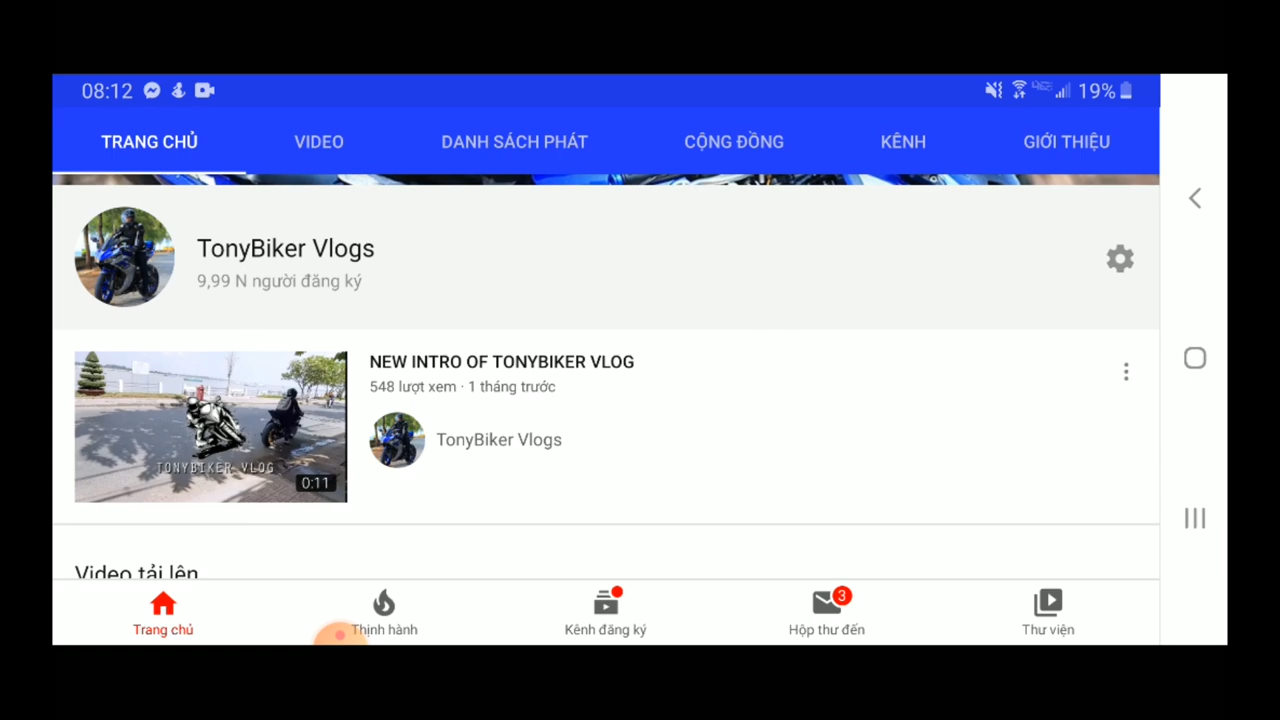 08:12
19%
TRANG CHỦ VIDEO DANH SÁCH PHÁT CỘNG ĐỒNG KÊNH GIỚI THIỆU
TonyBiker Vlogs
9,99 N người đăng ký
NEW INTRO OF TONYBIKER VLOG
548 lượt xem · 1 tháng trước
TonyBiker Vlogs
TONYBIKER VLOG
0:11
Video tải lên
3
Trang chủ Thịnh hành Kênh đăng ký Hộp thư đến Thư viện